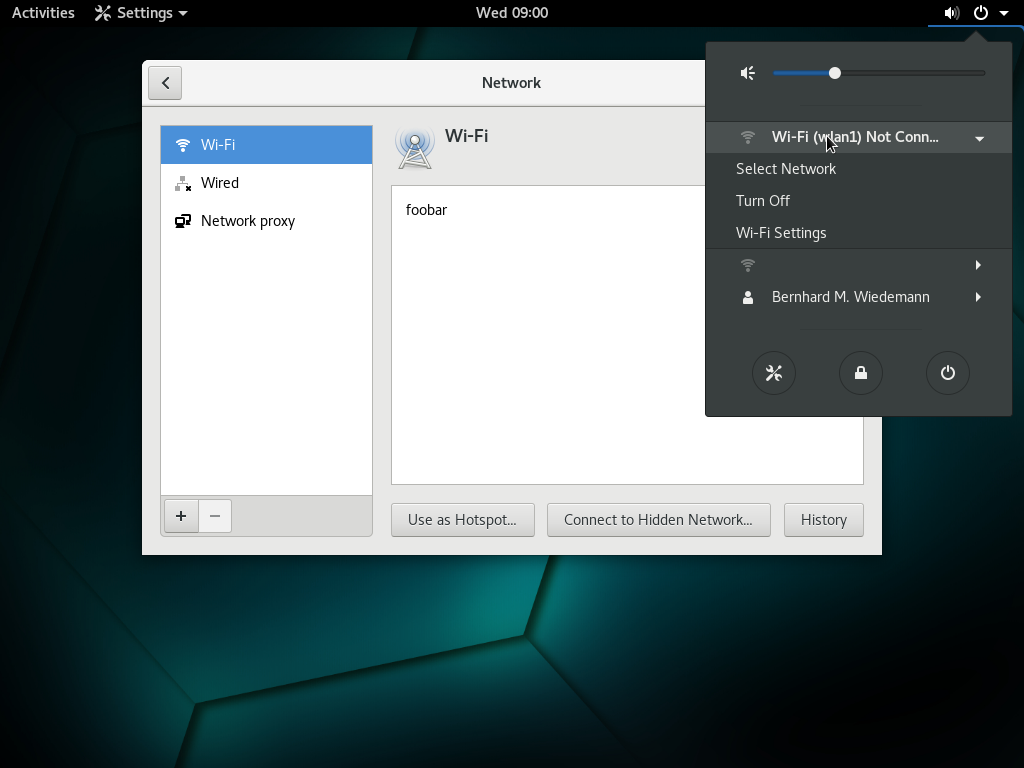 Activities
Settings
Wed 09:00
Network
Wi-Fi
Wired
Network proxy
Wi-Fi
foobar
Use as Hotspot...
Connect to Hidden Network...
History
Wi-Fi (wlan1) Not Conn...
Select Network
Turn Off
Wi-Fi Settings
Bernhard M. Wiedemann